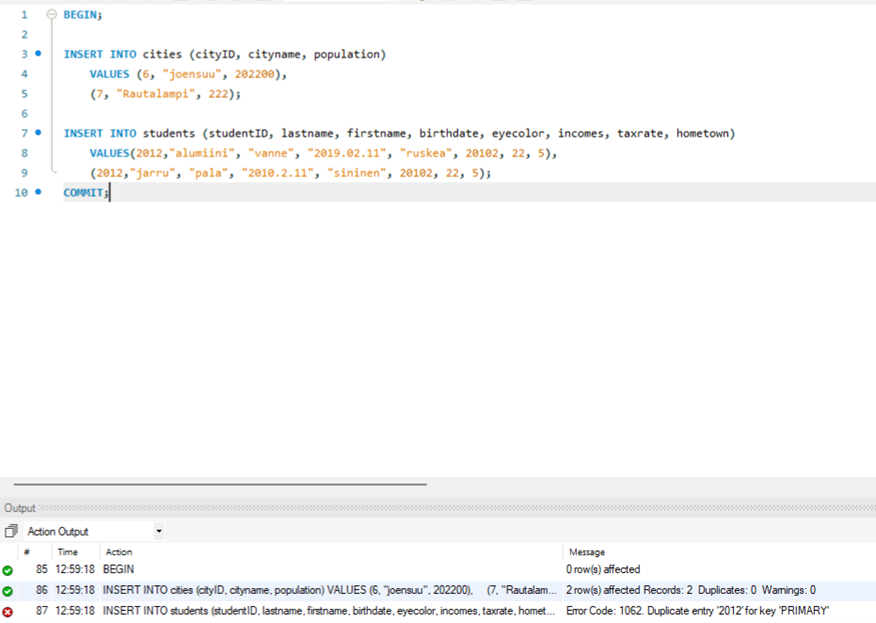 1 BEGIN;
2
3 INSERT INTO cities (cityID, cityname, population)
4 VALUES (6, "joensuu", 202200),
5 (7, "Rautalampi", 222);
6
7 INSERT INTO students (studentID, lastname, firstname, birthdate, eyecolor, incomes, taxrate, hometown)
8 VALUES(2012,"alumiini", "vanne", "2019.02.11", "ruskea", 20102, 22, 5),
9 (2012,"jarru", "pala", "2010.2.11", "sininen", 20102, 22, 5);
10 COMMIT;
Output
Action Output
# Time Action Message
85 12:59:18 BEGIN 0 row(s) affected
86 12:59:18 INSERT INTO cities (cityID, cityname, population) VALUES (6, "joensuu", 202200), (7, "Rautalam... 2 row(s) affected Records: 2 Duplicates: 0 Warnings: 0
87 12:59:18 INSERT INTO students (studentID, lastname, firstname, birthdate, eyecolor, incomes, taxrate, homet... Error Code: 1062. Duplicate entry '2012' for key 'PRIMARY'